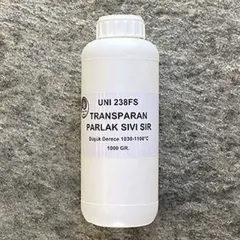 UNI 238FS
TRANSPARAN
PARLAK SIVI SIR
Düşük Derece 1030-1100°C
1000 GR.